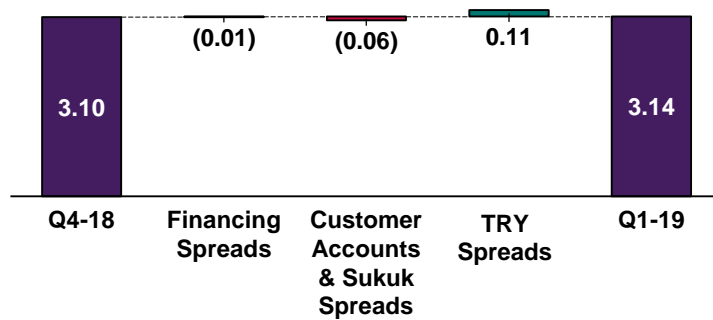 (0.01)
(0.06)
0.11
3.10
3.14
Q4-18
Financing
Spreads
Customer
Accounts
& Sukuk
Spreads
TRY
Spreads
Q1-19